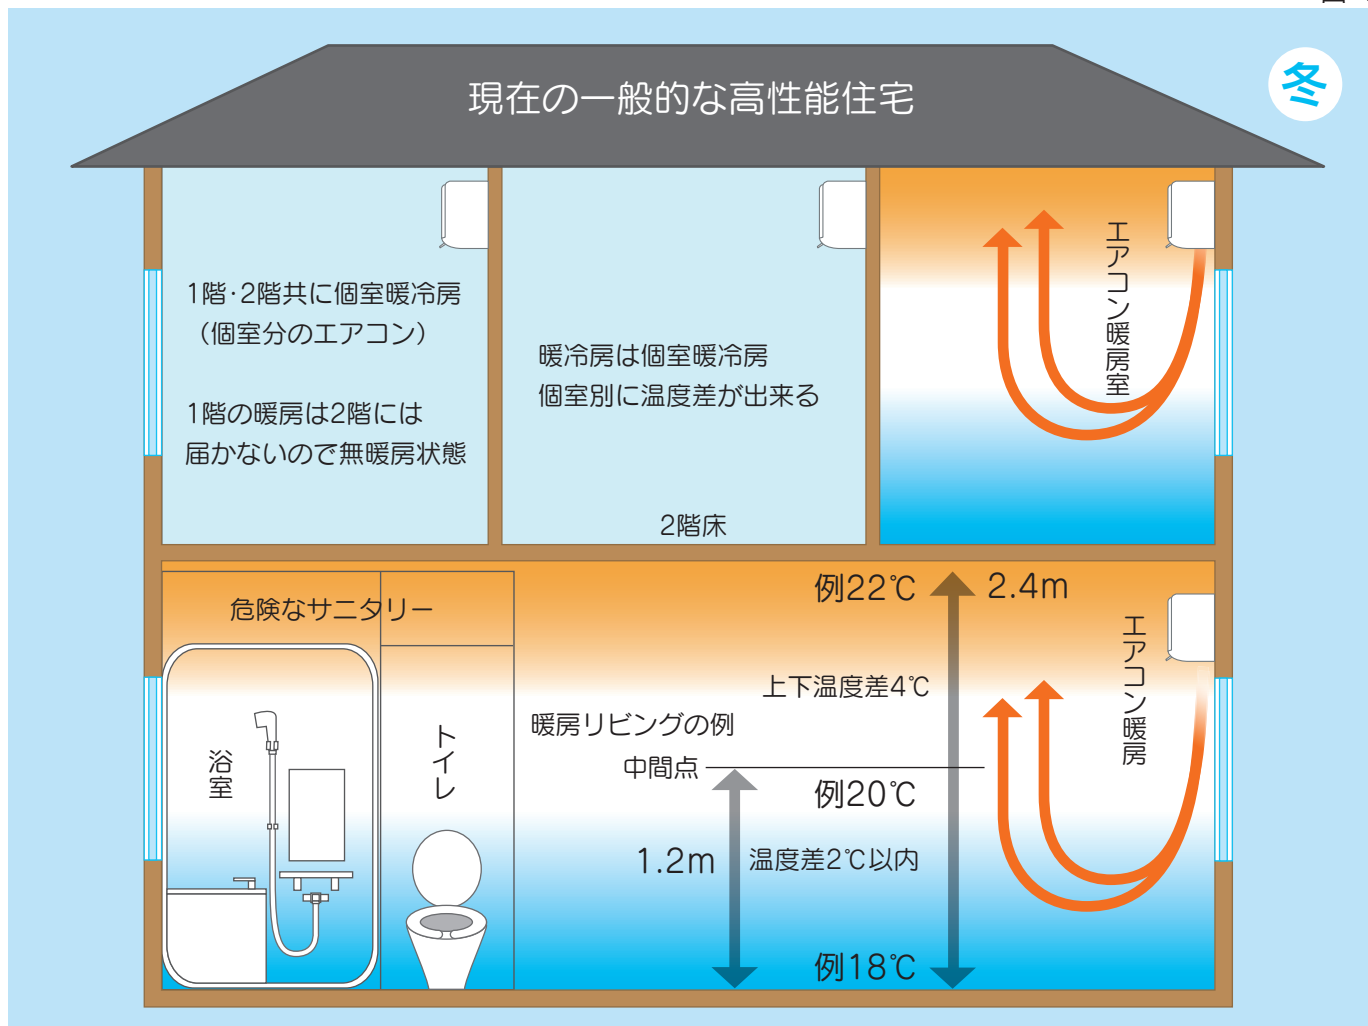 冬
現在の一般的な高性能住宅
1階･2階共に個室暖冷房
（個室分のエアコン）
1階の暖房は2階には
届かないので無暖房状態
暖冷房は個室暖冷房
個室別に温度差が出来る
2階床
エアコン暖房室
危険なサニタリー
浴室
トイレ
暖房リビングの例
中間点
1.2m
例22℃
2.4m
上下温度差4℃
例20℃
温度差2℃以内
例18℃
エアコン暖房